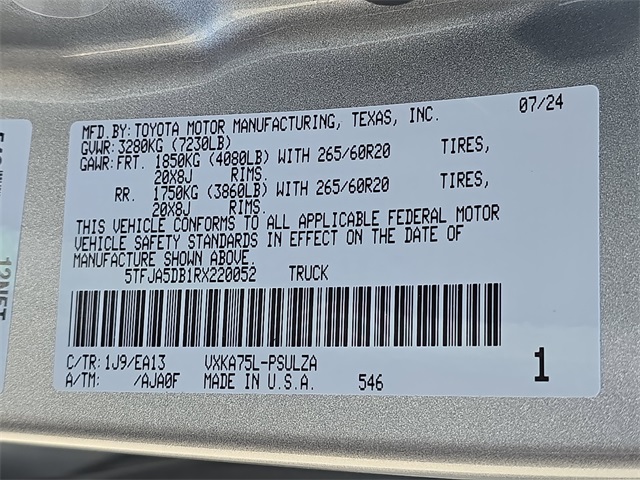 MFD.BY: TOYOTA MOTOR MANUFACTURING, TEXAS, INC. 07/24
GVWR: 3280KG (7230LB)
GAWR: FRT. 1850KG (4080LB) WITH 265/60R20 TIRES,
20X8J RIMS.
RR. 1750KG (3860LB) WITH 265/60R20 TIRES,
20X8J RIMS.
THIS VEHICLE CONFORMS TO ALL APPLICABLE FEDERAL MOTOR
VEHICLE SAFETY STANDARDS IN EFFECT ON THE DATE OF
MANUFACTURE SHOWN ABOVE.
5TFJA5DB1RX220052 TRUCK
C/TR: 1J9/EA13 VXKA75L-PSULZA
A/TM: /AJA0F MADE IN U.S.A. 546 1
12NET